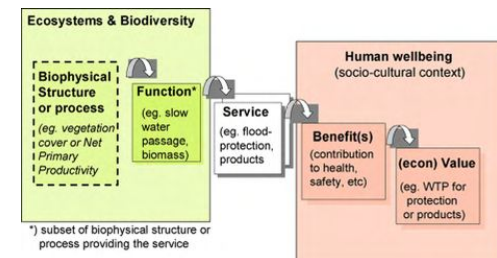 Ecosystems & Biodiversity
Biophysical
Structure
or process
(eg. vegetation
cover or Net
Primary
Productivity)
Function*
(eg. slow
water
passage,
biomass)
Service
(eg. flood-
protection,
products
Human wellbeing
(socio-cultural context)
Benefit(s)
(contribution
to health,
safety, etc)
(econ) Value
(eg. WTP for
protection
or products)
*) subset of biophysical structure or
process providing the service